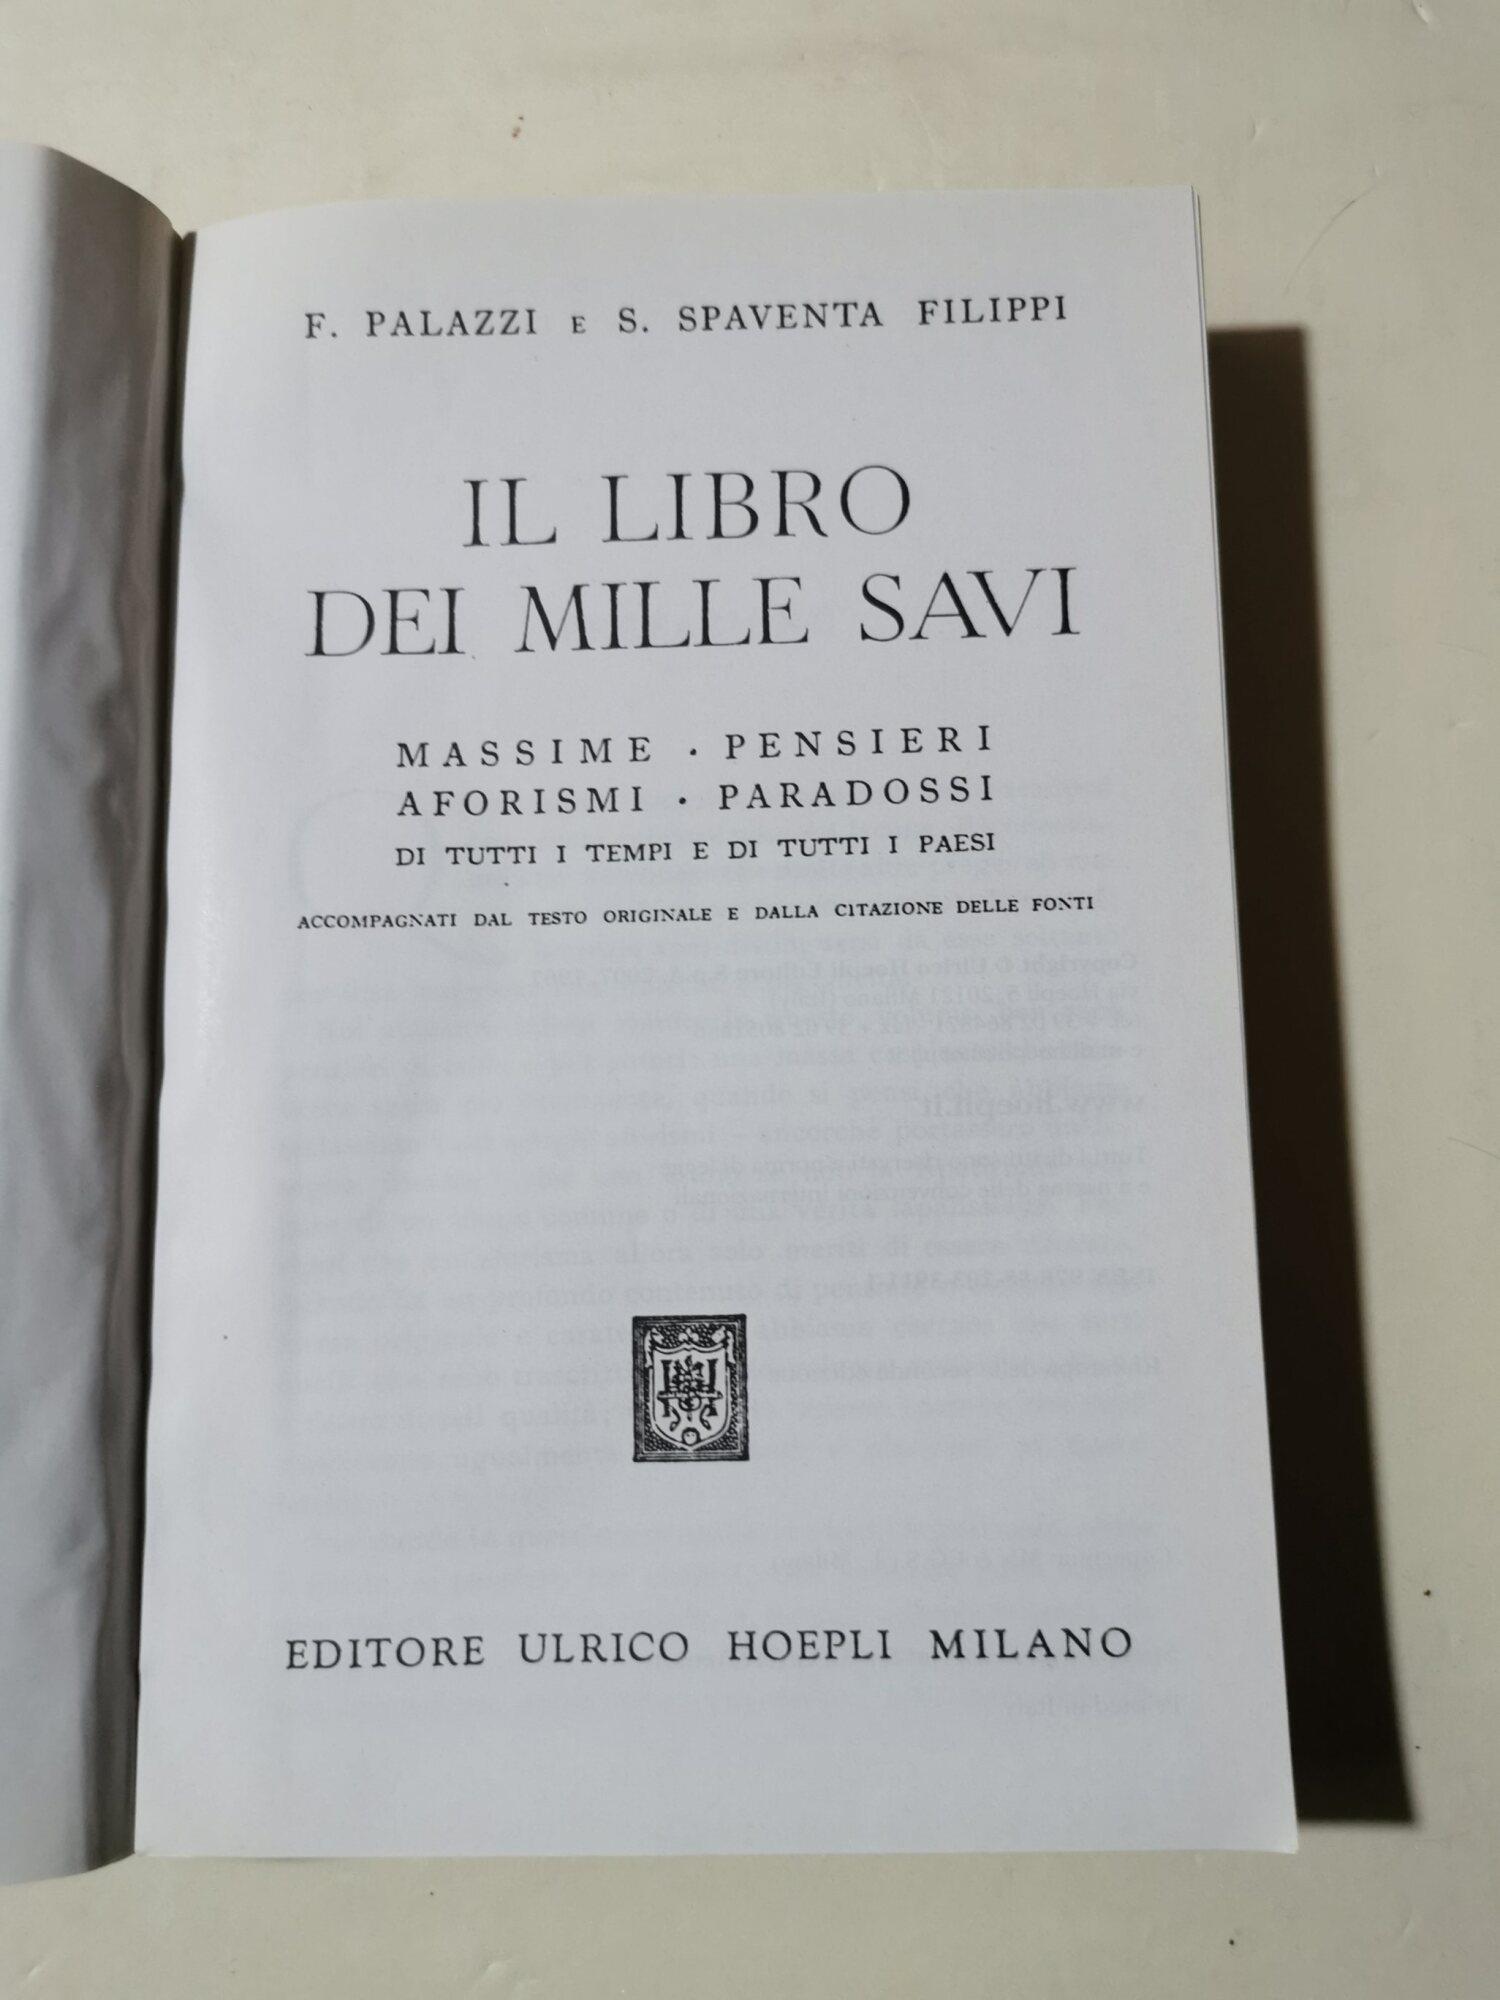 F. PALAZZI E S. SPAVENTA FILIPPI
IL LIBRO
DEI MILLE SAVI
MASSIME · PENSIERI
AFORISMI · PARADOSSI
DI TUTTI I TEMPI E DI TUTTI I PAESI
ACCOMPAGNATI DAL TESTO ORIGINALE E DALLA CITAZIONE DELLE FONTI
EDITORE ULRICO HOEPLI MILANO